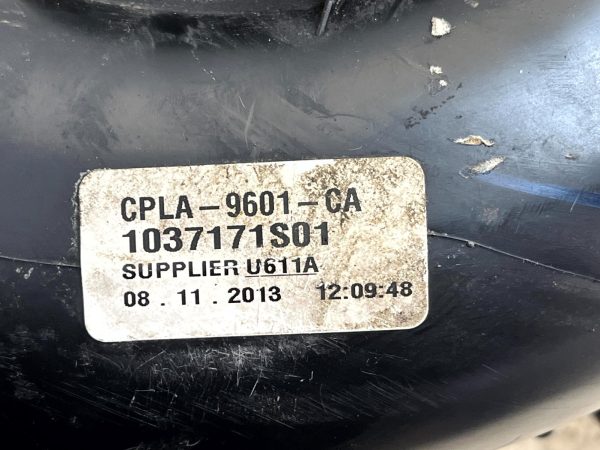 CPLA-9601-CA
1037171S01
SUPPLIER U611A
08 . 11 . 2013 12:09:48